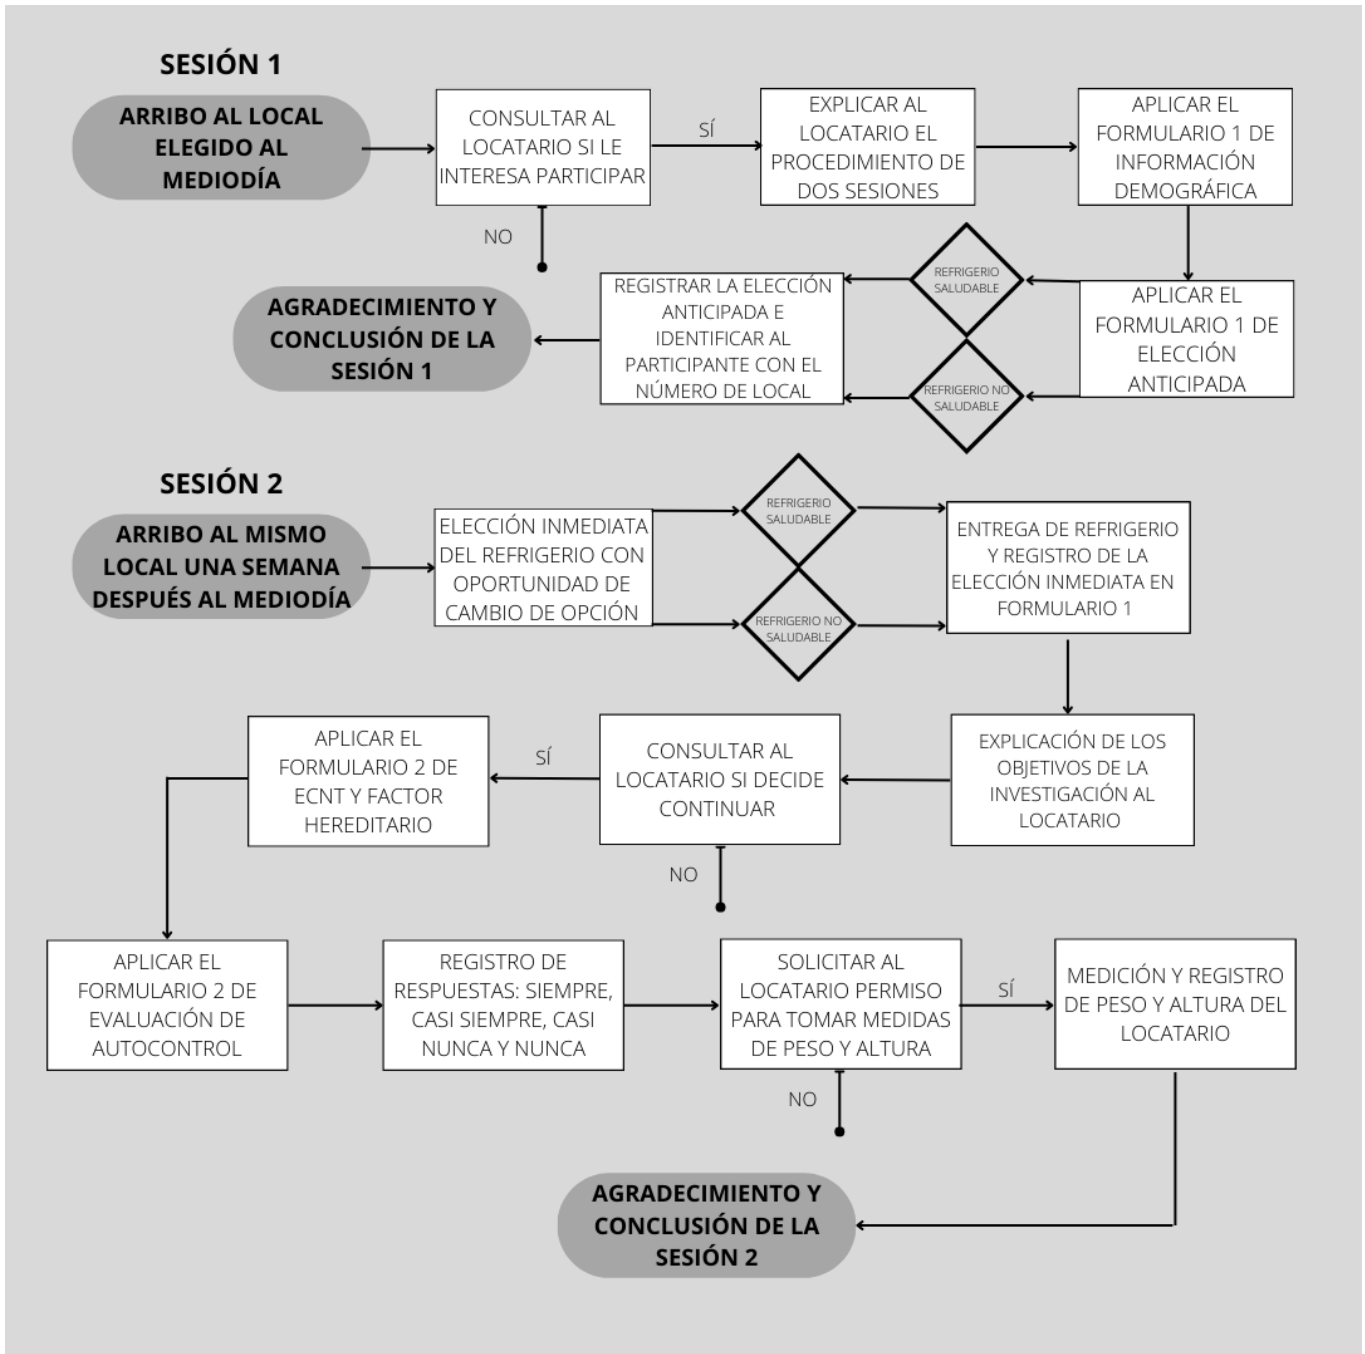 SESIÓN 1
ARRIBO AL LOCAL
ELEGIDO AL
MEDIODÍA
CONSULTAR AL
LOCATARIO SI LE
INTERESA PARTICIPAR
SÍ
EXPLICAR AL
LOCATARIO EL
PROCEDIMIENTO DE
DOS SESIONES
APLICAR EL
FORMULARIO 1 DE
INFORMACIÓN
DEMOGRÁFICA
NO
APLICAR EL
FORMULARIO 1 DE
ELECCIÓN
ANTICIPADA
REFRIGERIO
SALUDABLE
REFRIGERIO NO
SALUDABLE
REGISTRAR LA ELECCIÓN
ANTICIPADA E
IDENTIFICAR AL
PARTICIPANTE CON EL
NÚMERO DE LOCAL
AGRADECIMIENTO Y
CONCLUSIÓN DE LA
SESIÓN 1
SESIÓN 2
ARRIBO AL MISMO
LOCAL UNA SEMANA
DESPUÉS AL MEDIODÍA
ELECCIÓN INMEDIATA
DEL REFRIGERIO CON
OPORTUNIDAD DE
CAMBIO DE OPCIÓN
REFRIGERIO
SALUDABLE
REFRIGERIO NO
SALUDABLE
ENTREGA DE REFRIGERIO
Y REGISTRO DE LA
ELECCIÓN INMEDIATA EN
FORMULARIO 1
EXPLICACIÓN DE LOS
OBJETIVOS DE LA
INVESTIGACIÓN AL
LOCATARIO
CONSULTAR AL
LOCATARIO SI DECIDE
CONTINUAR
SÍ
NO
APLICAR EL
FORMULARIO 2 DE
ECNT Y FACTOR
HEREDITARIO
APLICAR EL
FORMULARIO 2 DE
EVALUACIÓN DE
AUTOCONTROL
REGISTRO DE
RESPUESTAS: SIEMPRE,
CASI SIEMPRE, CASI
NUNCA Y NUNCA
SOLICITAR AL
LOCATARIO PERMISO
PARA TOMAR MEDIDAS
DE PESO Y ALTURA
SÍ
NO
MEDICIÓN Y REGISTRO
DE PESO Y ALTURA DEL
LOCATARIO
AGRADECIMIENTO Y
CONCLUSIÓN DE LA
SESIÓN 2